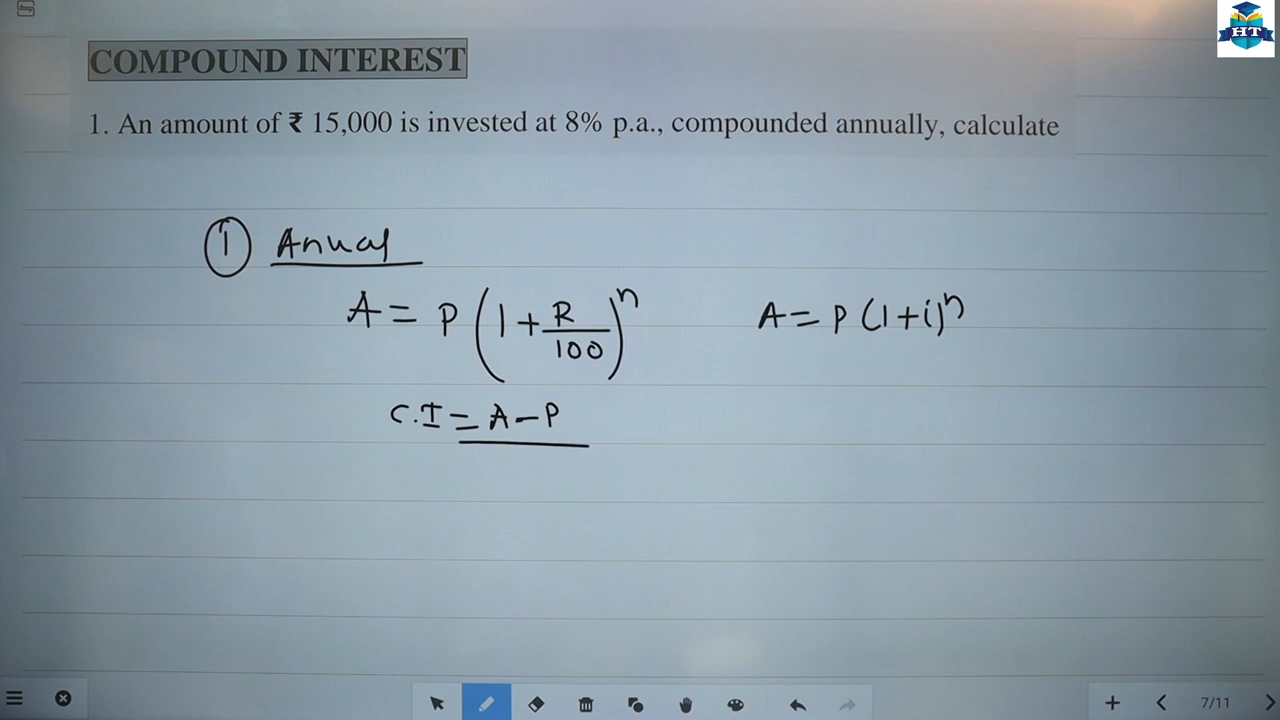 HT
COMPOUND INTEREST
1. An amount of ₹ 15,000 is invested at 8% p.a., compounded annually, calculate
① Anual
A = P(1 + R/100)^n
A = P(1+i)^n
C.I = A - P
7/11